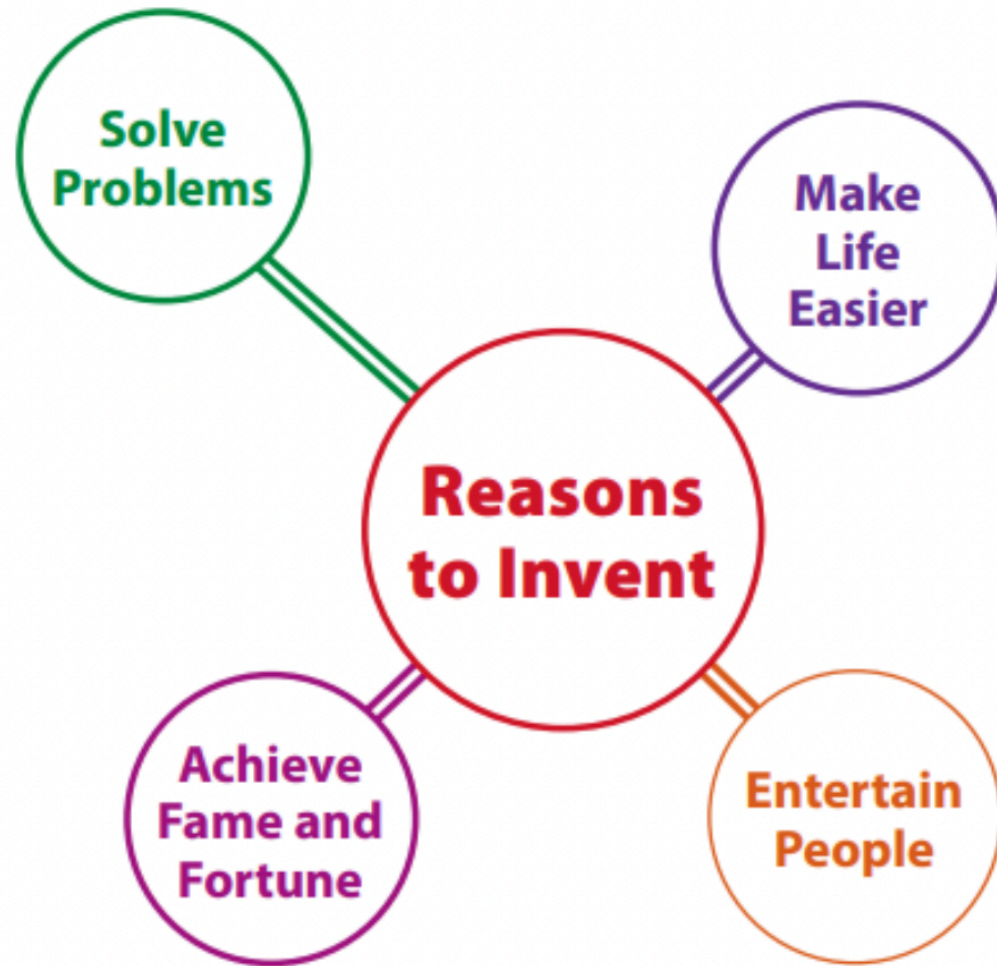 Solve
Problems
Make
Life
Easier
Reasons
to Invent
Achieve
Fame and
Fortune
Entertain
People